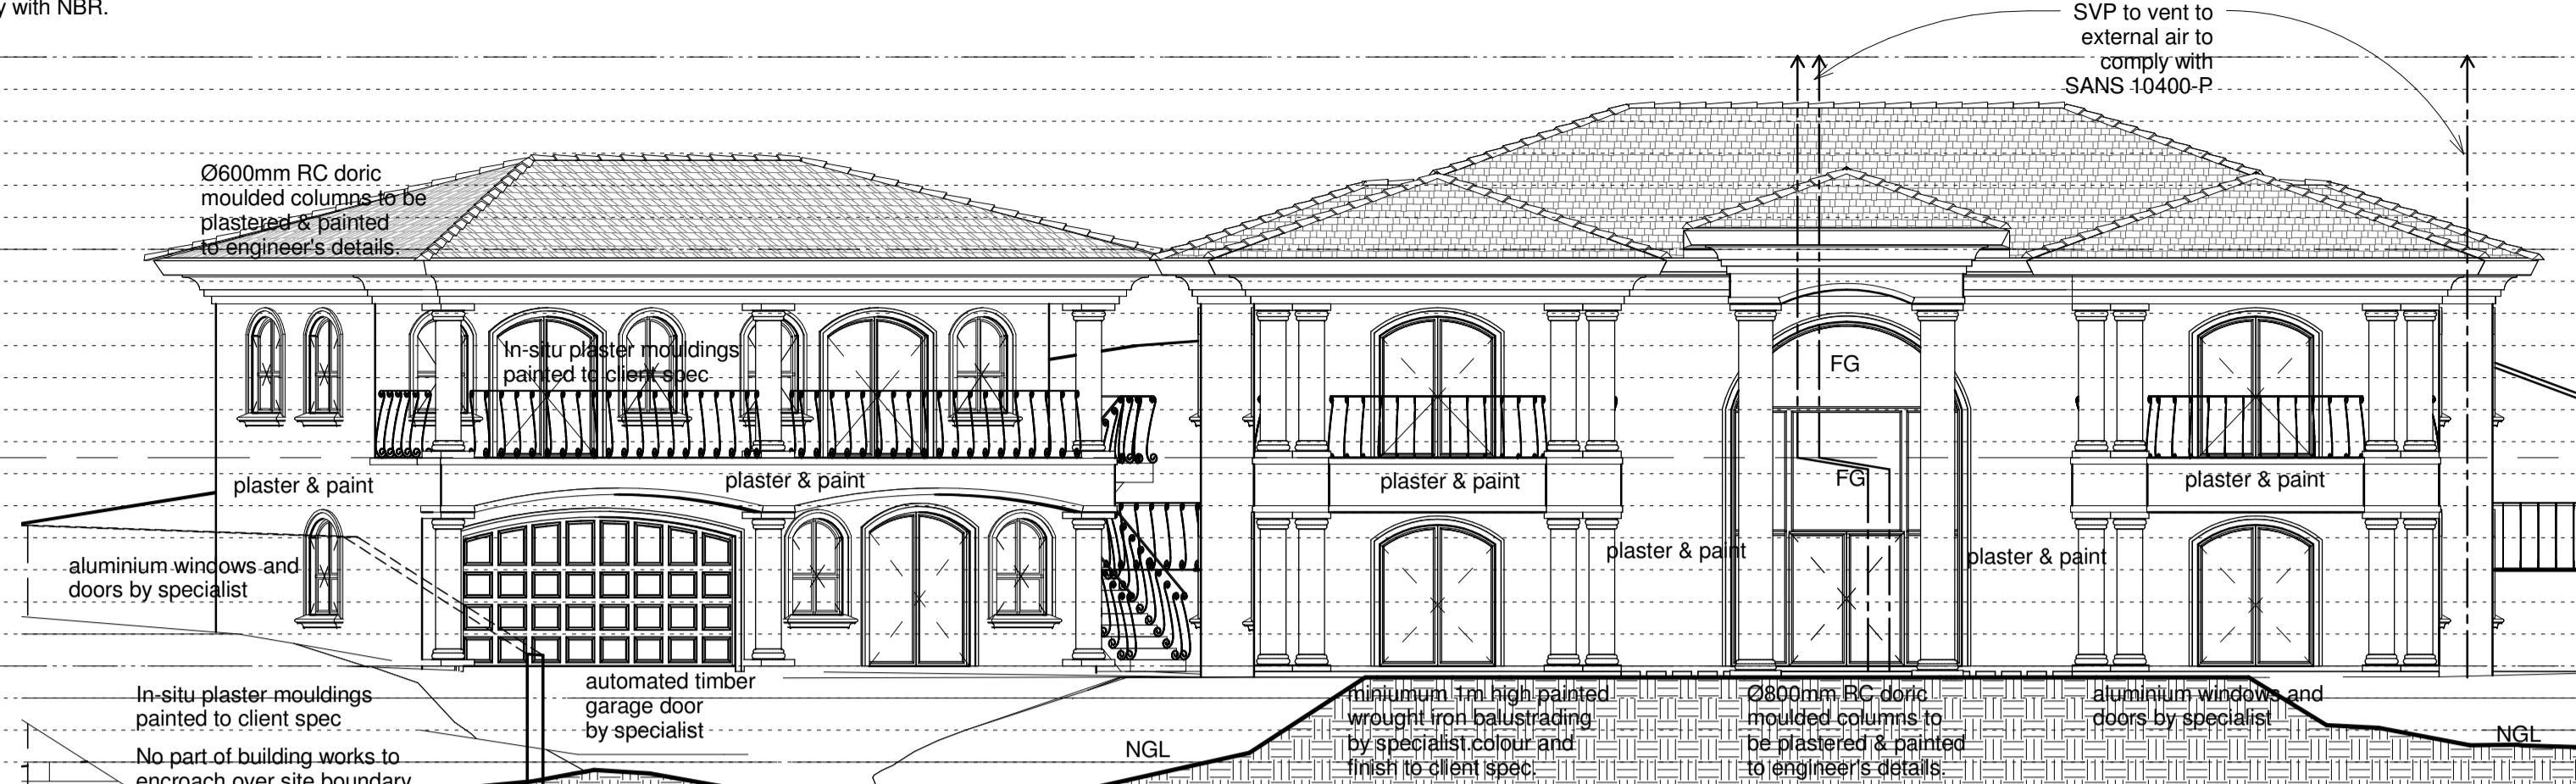 y with NBR.
SVP to vent to
external air to
comply with
SANS 10400-P
Ø600mm RC doric
moulded columns to be
plastered & painted
to engineer's details.
In-situ plaster mouldings
painted to client spec
FG
plaster & paint
plaster & paint
plaster & paint
FG
plaster & paint
aluminium windows and
doors by specialist
plaster & paint
plaster & paint
In-situ plaster mouldings
painted to client spec
No part of building works to
encroach over site boundary
automated timber
garage door
by specialist
NGL
miniumum 1m high painted
wrought iron balustrading
by specialist.colour and
finish to client spec.
Ø800mm RC doric
moulded columns to
be plastered & painted
to engineer's details.
aluminium windows and
doors by specialist
NGL